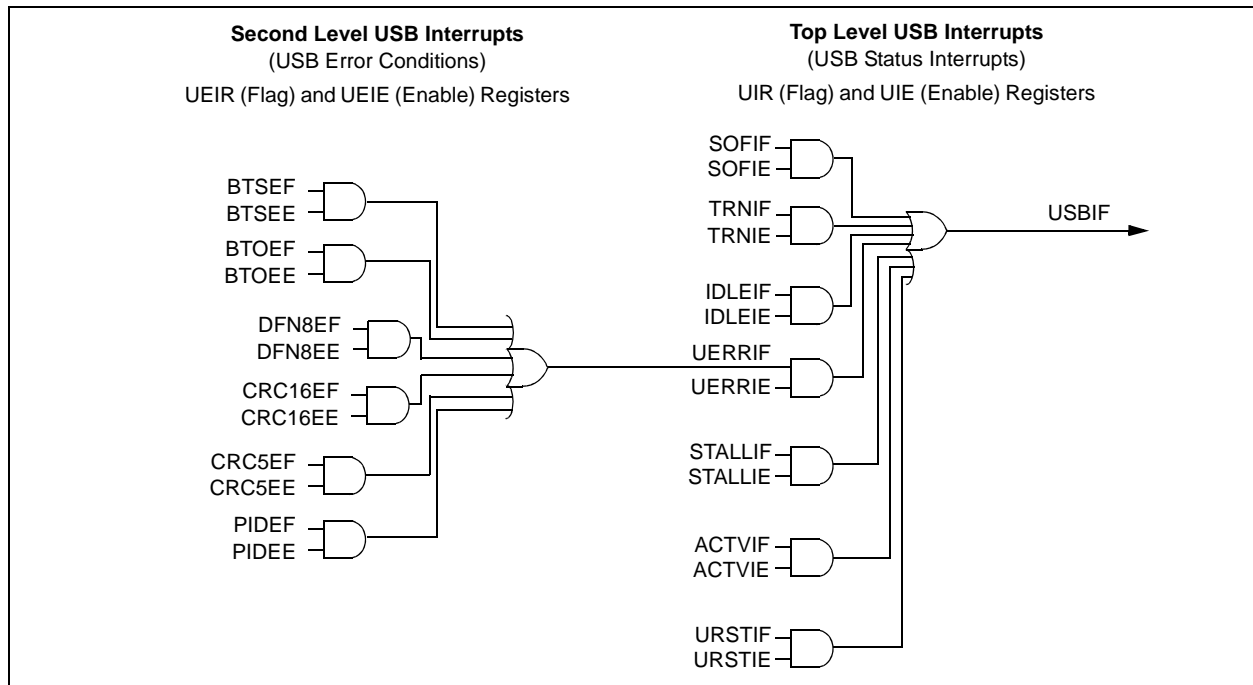 Second Level USB Interrupts
(USB Error Conditions)
UEIR (Flag) and UEIE (Enable) Registers
BTSEF
BTSEE
BTOEF
BTOEE
DFN8EF
DFN8EE
CRC16EF
CRC16EE
CRC5EF
CRC5EE
PIDEF
PIDEE
Top Level USB Interrupts
(USB Status Interrupts)
UIR (Flag) and UIE (Enable) Registers
SOFIF
SOFIE
TRNIF
TRNIE
IDLEIF
IDLEIE
UERRIF
UERRIE
STALLIF
STALLIE
ACTVIF
ACTVIE
URSTIF
URSTIE
USBIF